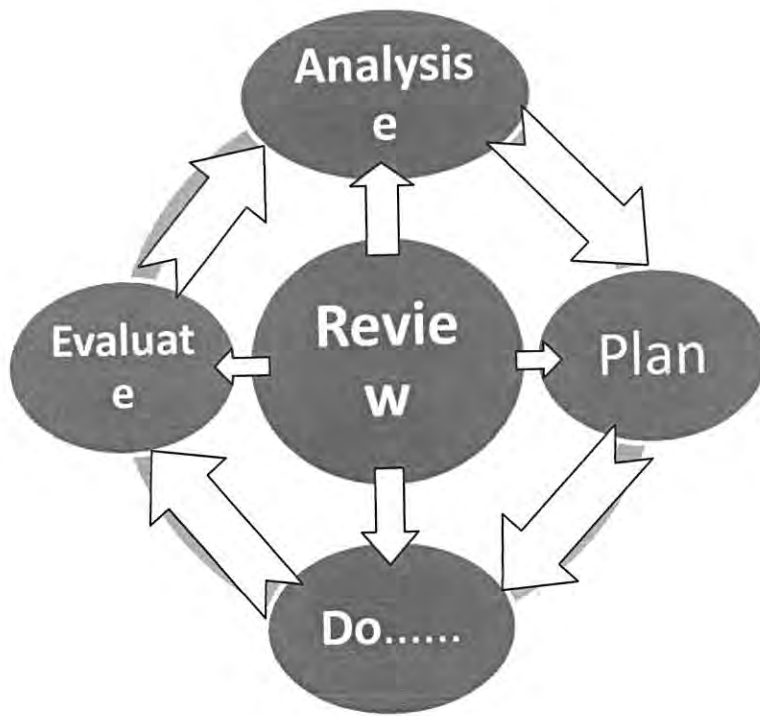 Analysis
e
Evaluat
e
Revie
w
Plan
Do......